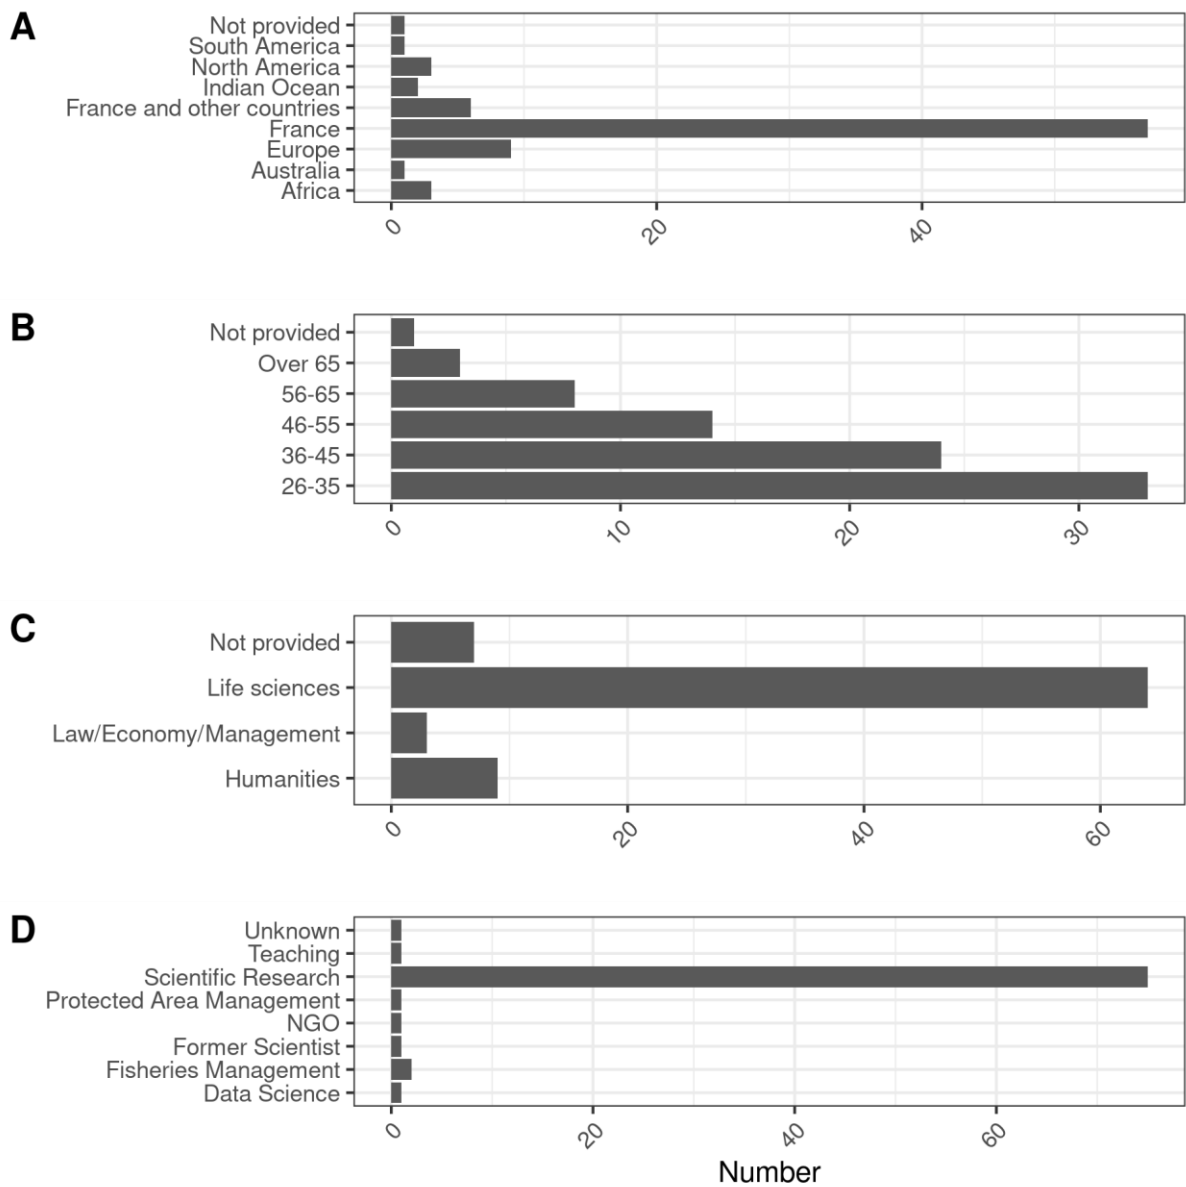 A
Not provided
South America
North America
Indian Ocean
France and other countries
France
Europe
Australia
Africa
0 20 40
B
Not provided
Over 65
56-65
46-55
36-45
26-35
0 10 20 30
C
Not provided
Life sciences
Law/Economy/Management
Humanities
0 20 40 60
D
Unknown
Teaching
Scientific Research
Protected Area Management
NGO
Former Scientist
Fisheries Management
Data Science
0 20 40 60
Number